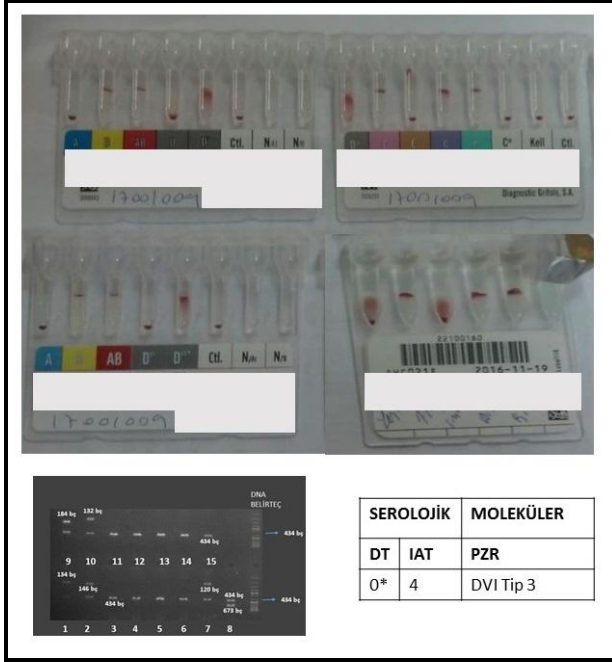 A B AB D D Ctl. N/A1 N/B
17001009
C+ Kell Ctl.
Diagnostic Grifols, S.A.
17001009
A AB D D Ctl. N/A1 N/B
17001009
22100160
2016-11-19
DNA
BELİRTEÇ
184 bç 132 bç
434 bç
434 bç
9 10 11 12 13 14 15
134 bç
146 bç
434 bç
120 bç
434 bç
673 bç
434 bç
1 2 3 4 5 6 7 8
SEROLOJİK MOLEKÜLER
DT IAT PZR
0* 4 DVI Tip 3